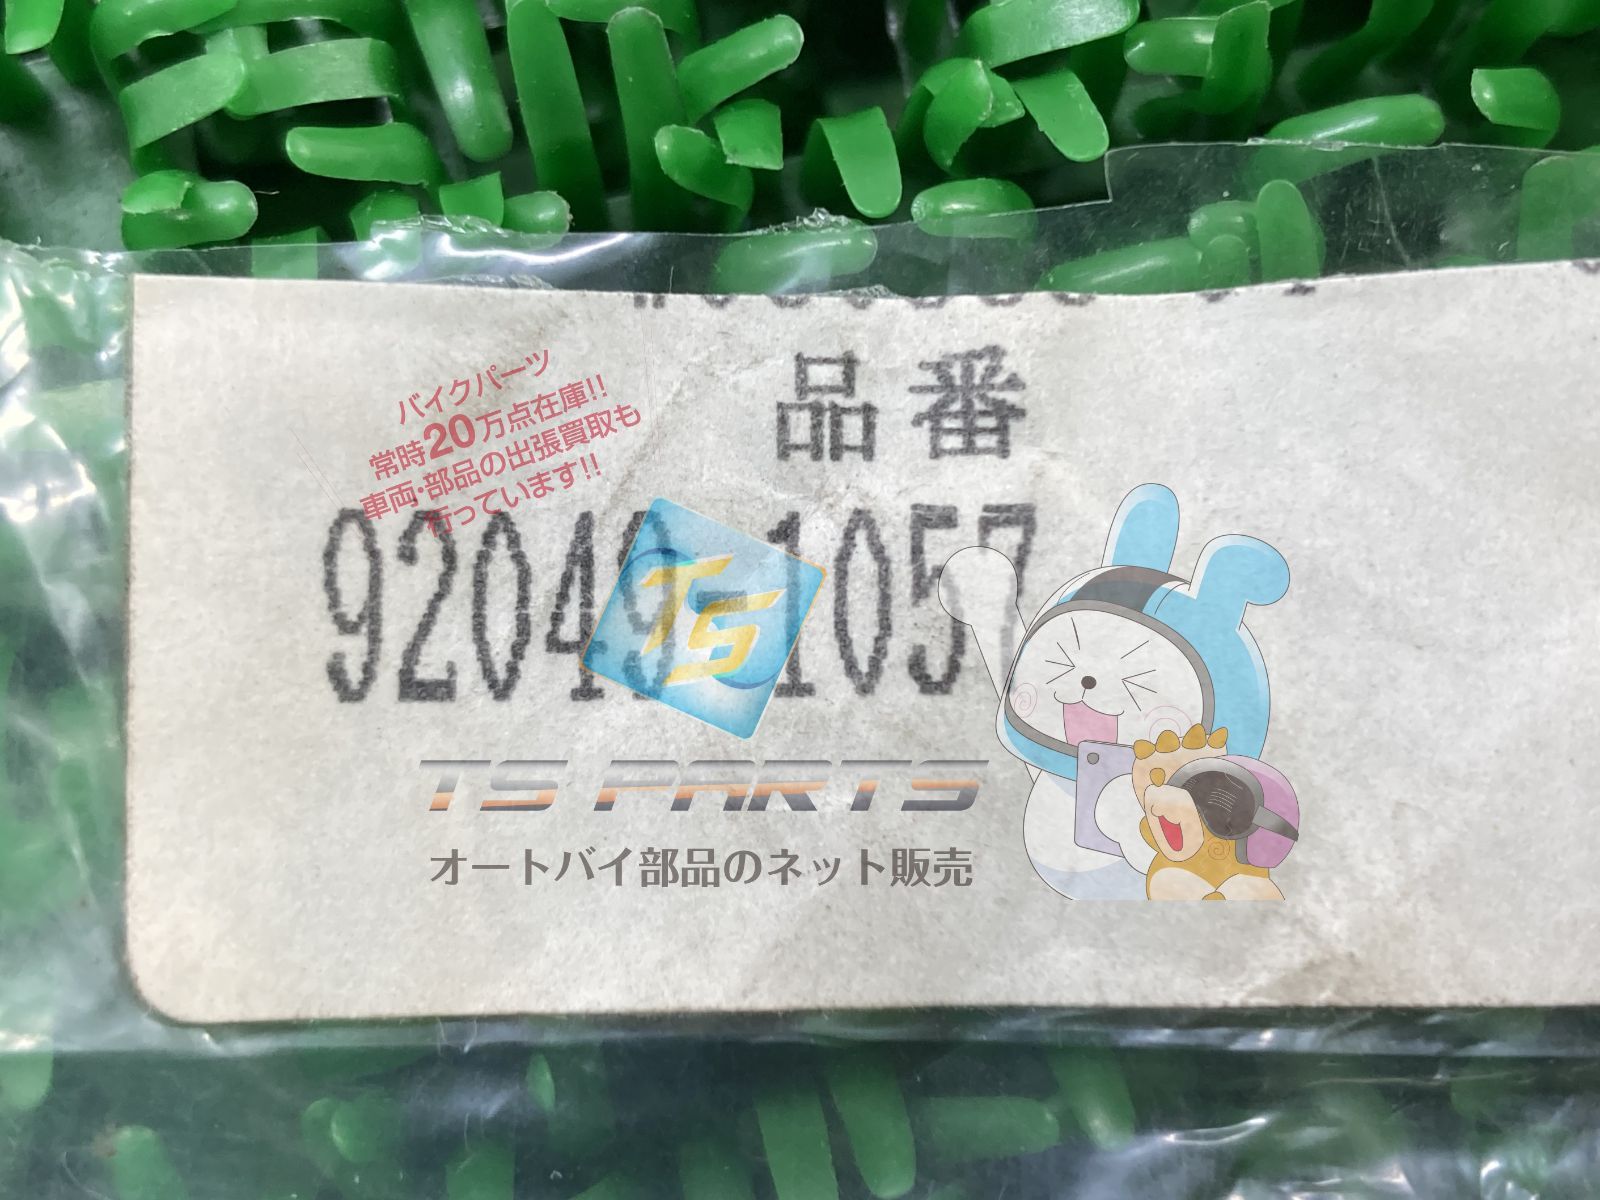 品番
バイクパーツ
常時20万点在庫!!
車両・部品の出張買取も
行っています!!
92049-1057
TS
TS PARTS
オートバイ部品のネット販売